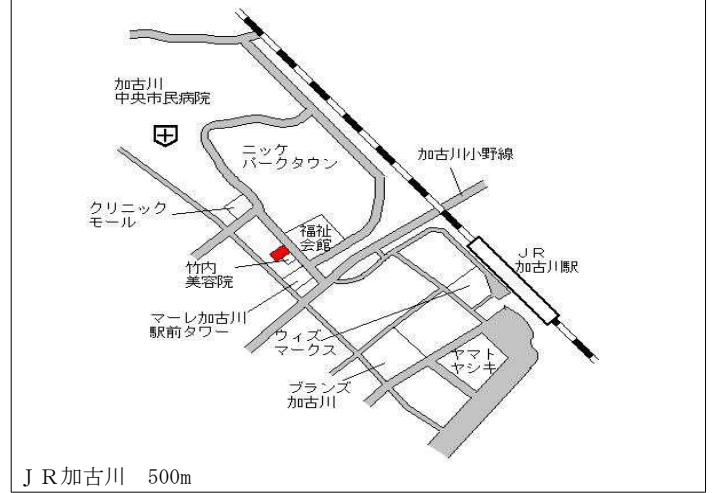 加古川
中央市民病院
ニッケ
パークタウン
加古川小野線
クリニック
モール
福祉
会館
ＪＲ
加古川駅
竹内
美容院
マーレ加古川
駅前タワー
ウィズ
マークス
ヤマト
ヤシキ
ブランズ
加古川
ＪＲ加古川　500m